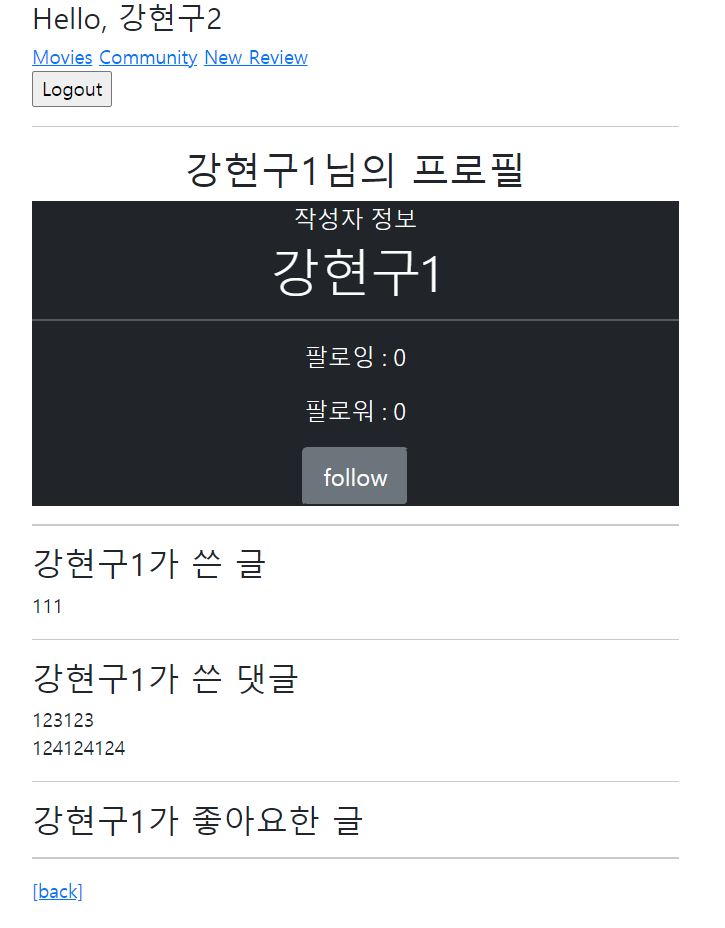 Hello, 강현구2
Movies Community New Review
Logout
강현구1님의 프로필
작성자 정보
강현구1
팔로잉 : 0
팔로워 : 0
follow
강현구1가 쓴 글
111
강현구1가 쓴 댓글
123123
124124124
강현구1가 좋아요한 글
[back]